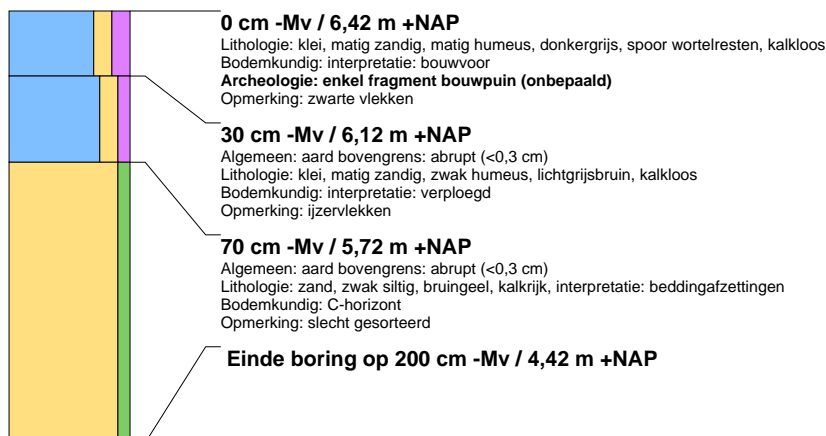 0 cm -Mv / 6,42 m +NAP
Lithologie: klei, matig zandig, matig humeus, donkergrijs, spoor wortelresten, kalkloos
Bodemkundig: interpretatie: bouwvoor
Archeologie: enkel fragment bouwpuin (onbepaald)
Opmerking: zwarte vlekken
30 cm -Mv / 6,12 m +NAP
Algemeen: aard bovengrens: abrupt (<0,3 cm)
Lithologie: klei, matig zandig, zwak humeus, lichtgrijsbruin, kalkloos
Bodemkundig: interpretatie: verploegd
Opmerking: ijzervlekken
70 cm -Mv / 5,72 m +NAP
Algemeen: aard bovengrens: abrupt (<0,3 cm)
Lithologie: zand, zwak siltig, bruingeel, kalkrijk, interpretatie: beddingafzettingen
Bodemkundig: C-horizont
Opmerking: slecht gesorteerd
Einde boring op 200 cm -Mv / 4,42 m +NAP